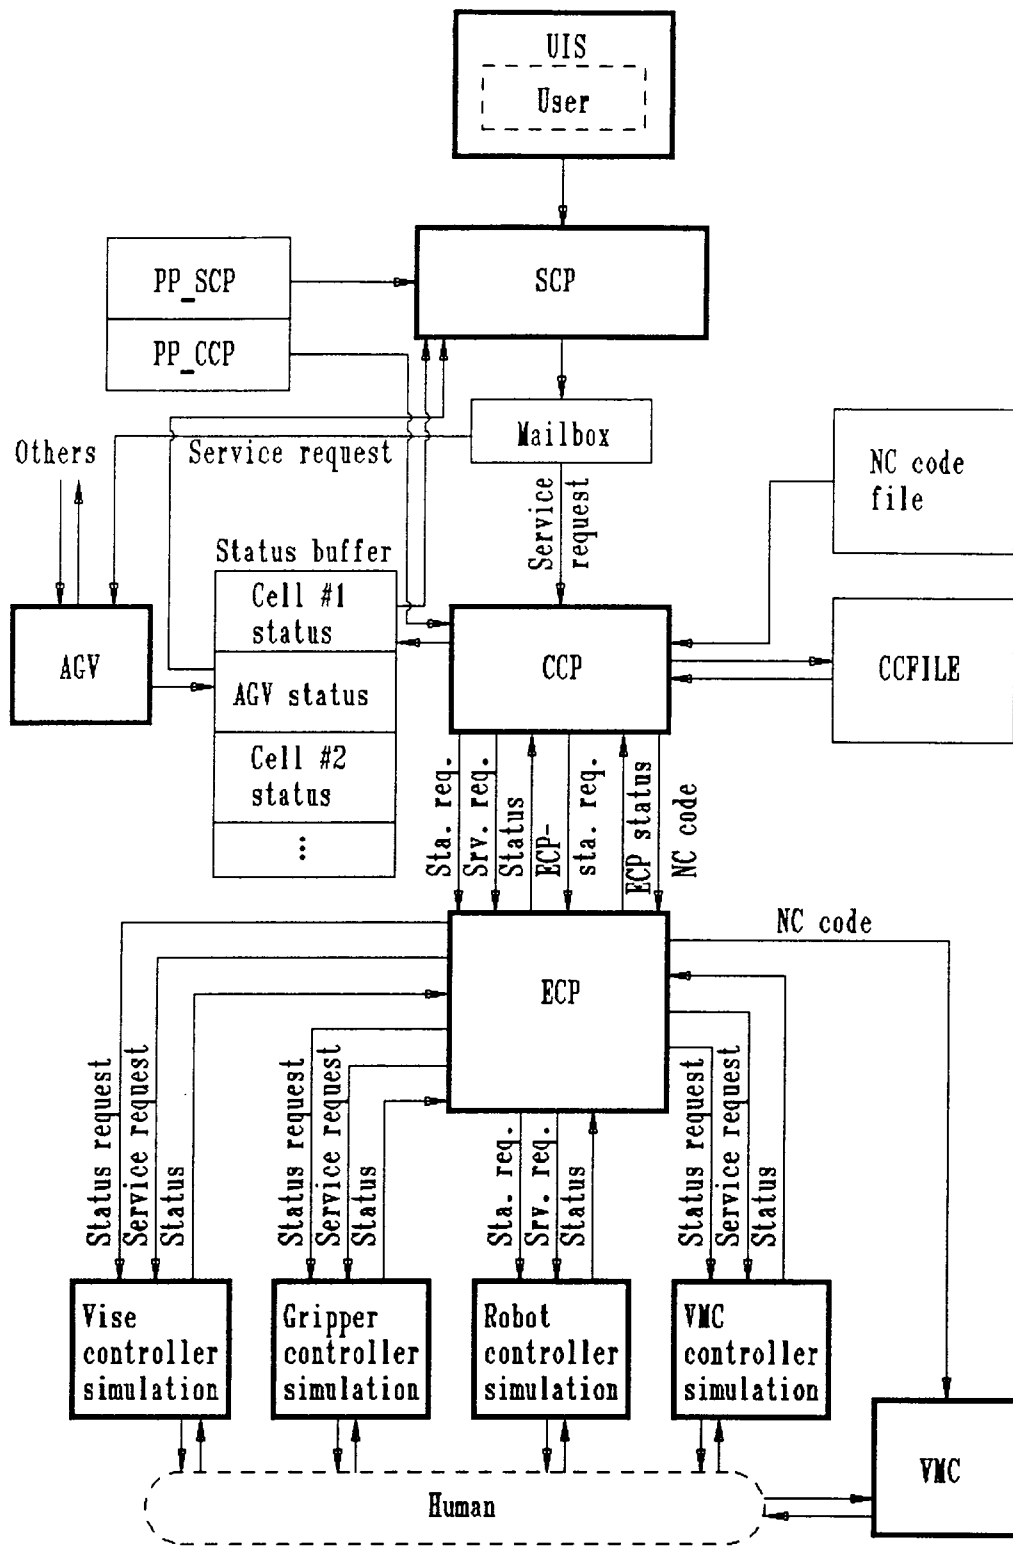 UIS
User
SCP
PP_SCP
PP_CCP
Mailbox
Others
Service request
NC code
file
Service
request
Status buffer
Cell #1
status
AGV
CCP
CCFILE
AGV status
Cell #2
status
...
Sta. req.
Srv. req.
Status
ECP-
sta. req.
ECP status
NC code
NC code
ECP
Status request
Service request
Status
Status request
Service request
Status
Sta. req.
Srv. req.
Status
Status request
Service request
Status
Vise
controller
simulation
Gripper
controller
simulation
Robot
controller
simulation
VMC
controller
simulation
VMC
Human